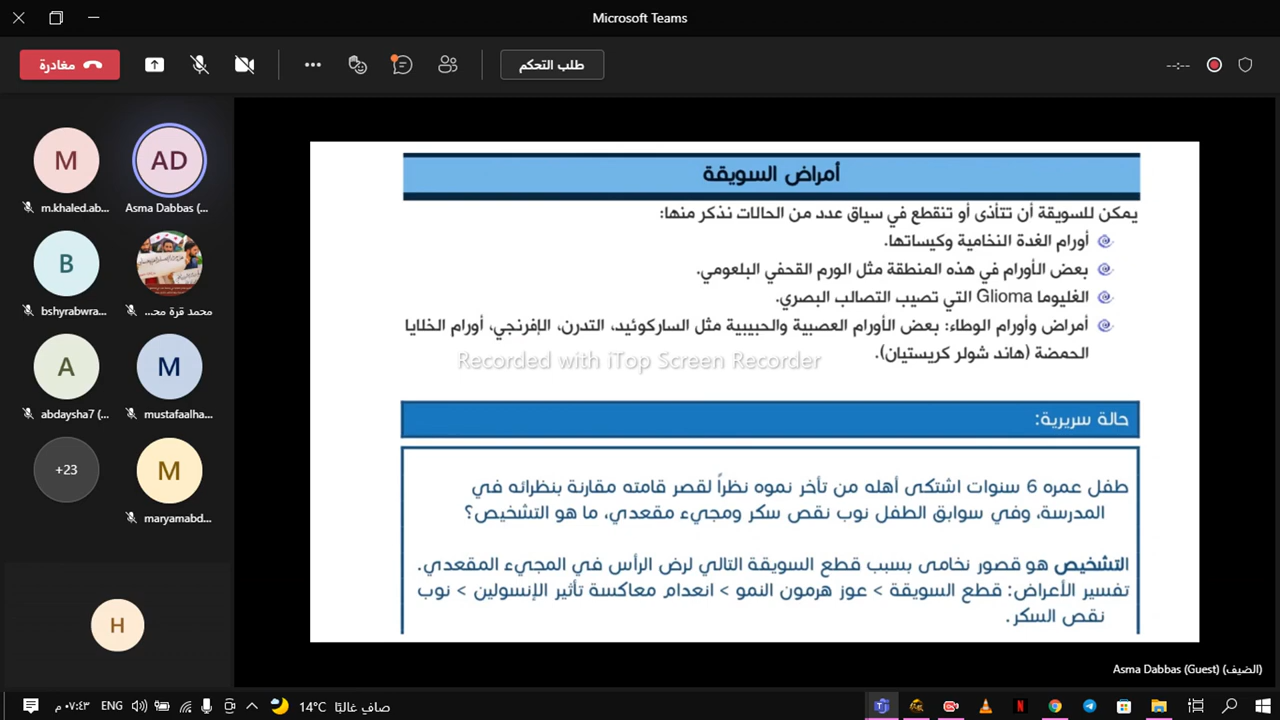 Microsoft Teams
مغادرة
طلب التحكم
--:--
M
AD
m.khaled.ab...
Asma Dabbas (...
B
bshyrabwra...
محمد قرة محـ...
A
M
abdaysha7 (...
mustafaalha...
+23
M
maryamabd...
H
أمراض السويقة
يمكن للسويقة أن تتأذى أو تنقطع في سياق عدد من الحالات نذكر منها:
أورام الغدة النخامية وكيساتها.
بعض الأورام في هذه المنطقة مثل الورم القحفي البلعومي.
الغليوما Glioma التي تصيب التصالب البصري.
أمراض وأورام الوطاء: بعض الأورام العصبية والحبيبية مثل الساركوئيد، التدرن، الإفرنجي، أورام الخلايا
الحمضة (هاند شولر كريستيان).
Recorded with iTop Screen Recorder
حالة سريرية:
طفل عمره 6 سنوات اشتكى أهله من تأخر نموه نظراً لقصر قامته مقارنة بنظرائه في
المدرسة، وفي سوابق الطفل نوب نقص سكر ومجيء مقعدي، ما هو التشخيص؟
التشخيص هو قصور نخامى بسبب قطع السويقة التالي لرض الرأس في المجيء المقعدي.
تفسير الأعراض: قطع السويقة > عوز هرمون النمو > انعدام معاكسة تأثير الإنسولين > نوب
نقص السكر.
Asma Dabbas (Guest) (الضيف)
٠٧:٤٣ م
ENG
14°C صافٍ غالبًا